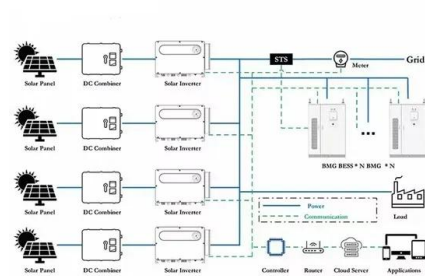 STS
Meter
Grid
Solar Panel DC Combiner Solar Inverter
Solar Panel DC Combiner Solar Inverter
BMG BESS * N BMG * N
Solar Panel DC Combiner Solar Inverter
Power
Communication
Load
Solar Panel DC Combiner Solar Inverter
Controller Router Cloud Server Applications